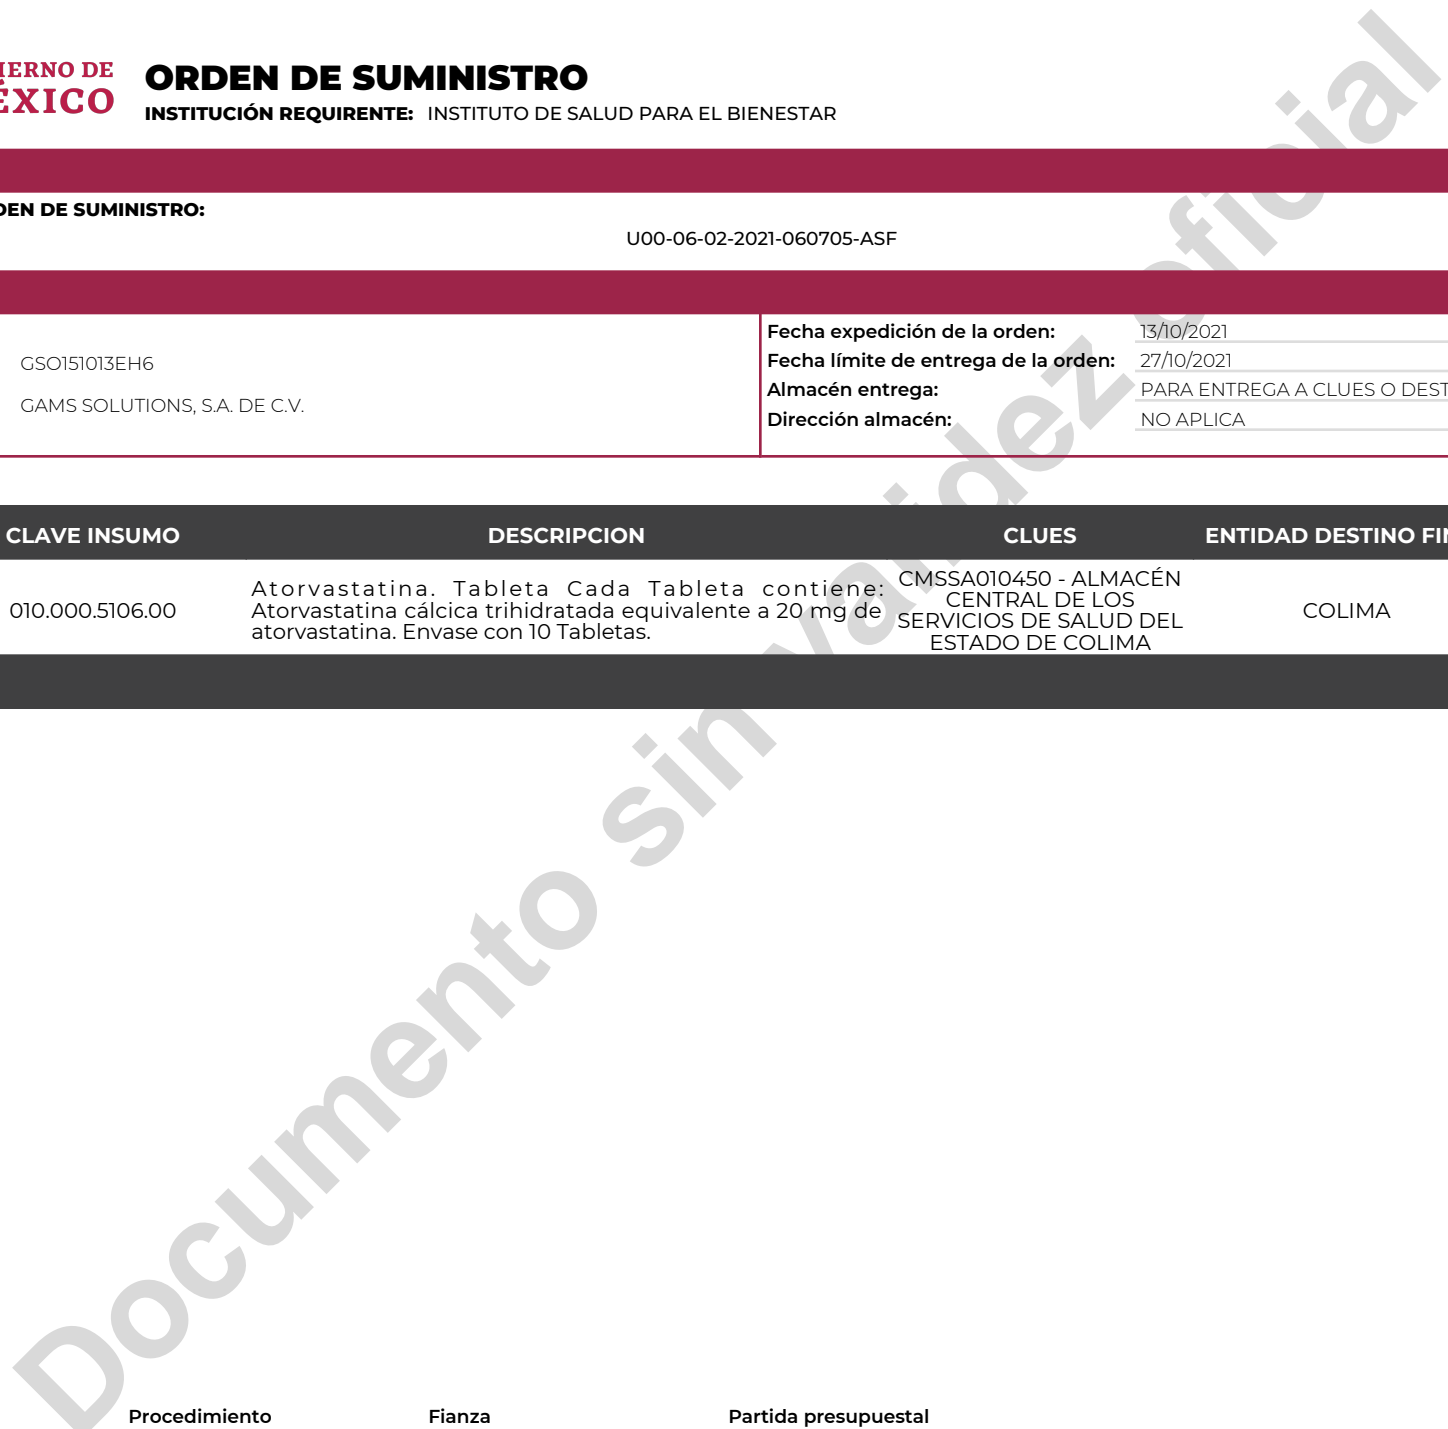 IERNO DE
ÉXICO
ORDEN DE SUMINISTRO
INSTITUCIÓN REQUIRENTE: INSTITUTO DE SALUD PARA EL BIENESTAR
DEN DE SUMINISTRO:
U00-06-02-2021-060705-ASF
GSO151013EH6
GAMS SOLUTIONS, S.A. DE C.V.
Fecha expedición de la orden: 13/10/2021
Fecha límite de entrega de la orden: 27/10/2021
Almacén entrega: PARA ENTREGA A CLUES O DEST
Dirección almacén: NO APLICA
CLAVE INSUMO DESCRIPCION CLUES ENTIDAD DESTINO FIN
010.000.5106.00
Atorvastatina. Tableta Cada Tableta contiene:
Atorvastatina cálcica trihidratada equivalente a 20 mg de
atorvastatina. Envase con 10 Tabletas.
CMSSA010450 - ALMACÉN
CENTRAL DE LOS
SERVICIOS DE SALUD DEL
ESTADO DE COLIMA
COLIMA
Documento sin validez oficial
Procedimiento Fianza Partida presupuestal